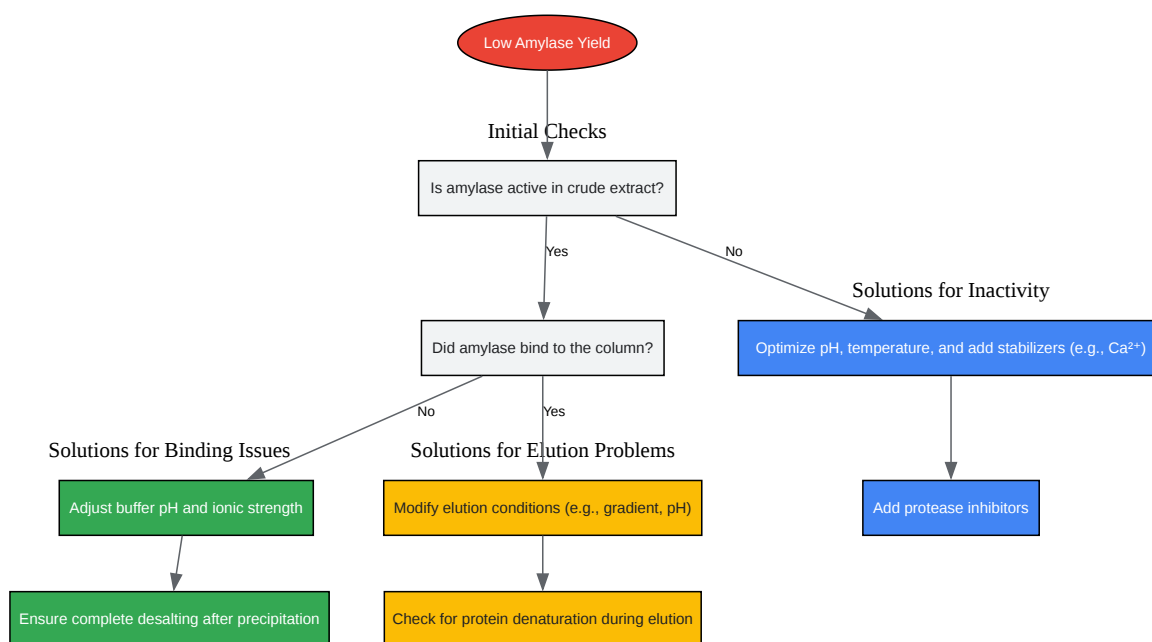 Low Amylase Yield
Initial Checks
Is amylase active in crude extract?
Yes
No
Solutions for Inactivity
Did amylase bind to the column?
Optimize pH, temperature, and add stabilizers (e.g., Ca²⁺)
No
Yes
Solutions for Binding Issues
Solutions for Elution Problems
Adjust buffer pH and ionic strength
Modify elution conditions (e.g., gradient, pH)
Add protease inhibitors
Ensure complete desalting after precipitation
Check for protein denaturation during elution